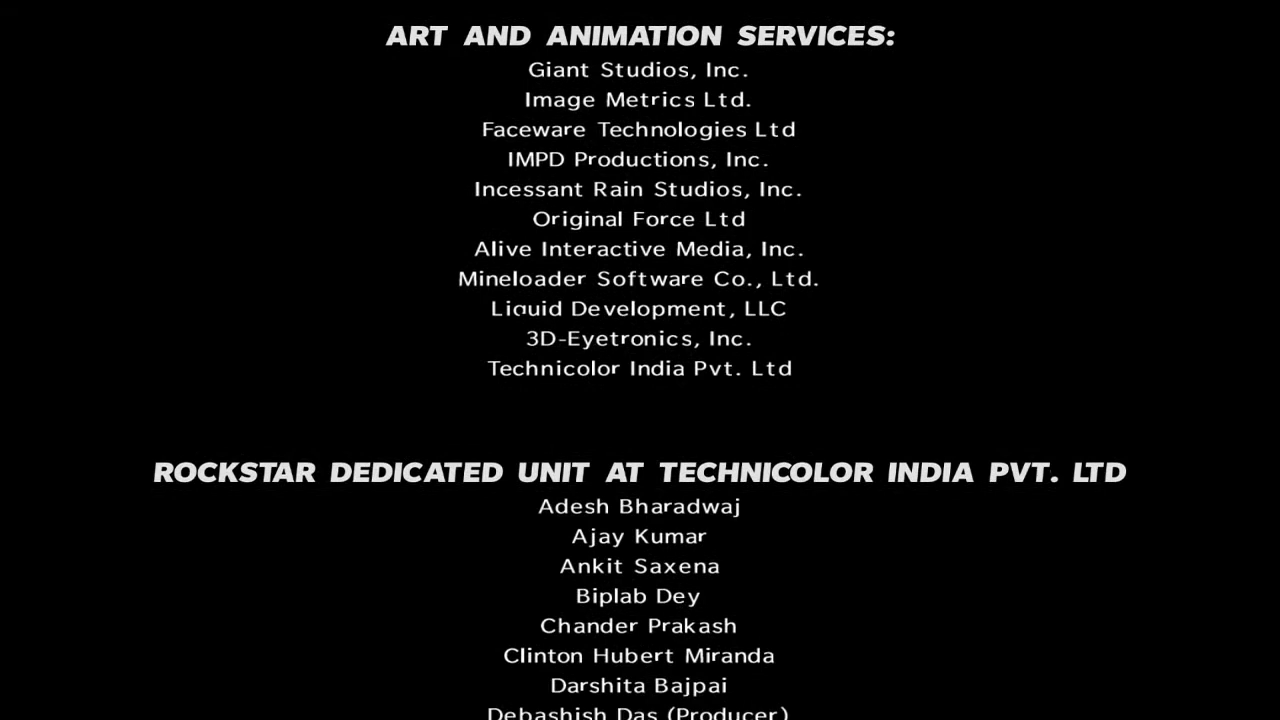 ART AND ANIMATION SERVICES:
Giant Studios, Inc.
Image Metrics Ltd.
Faceware Technologies Ltd
IMPD Productions, Inc.
Incessant Rain Studios, Inc.
Original Force Ltd
Alive Interactive Media, Inc.
Mineloader Software Co., Ltd.
Liquid Development, LLC
3D-Eyetronics, Inc.
Technicolor India Pvt. Ltd
ROCKSTAR DEDICATED UNIT AT TECHNICOLOR INDIA PVT. LTD
Adesh Bharadwaj
Ajay Kumar
Ankit Saxena
Biplab Dey
Chander Prakash
Clinton Hubert Miranda
Darshita Bajpai
Debashish Das (Producer)